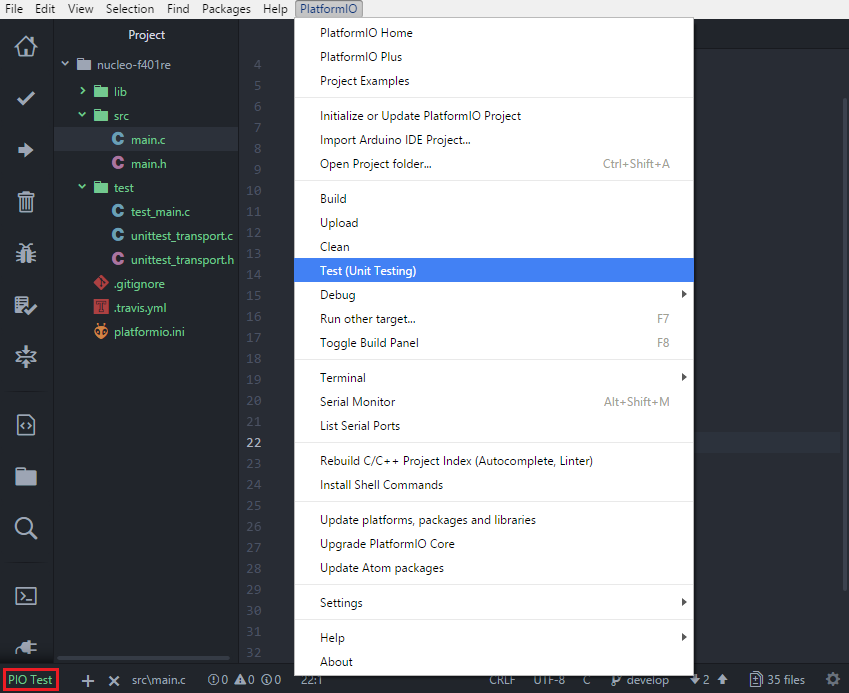 File Edit View Selection Find Packages Help PlatformIO
Project
nucleo-f401re
lib
src
main.c
main.h
test
test_main.c
unittest_transport.c
unittest_transport.h
.gitignore
.travis.yml
platformio.ini
4
5
6
7
8
9
10
11
12
13
14
15
16
17
18
19
20
21
22
23
24
25
26
27
28
29
30
31
32
PlatformIO Home
PlatformIO Plus
Project Examples
Initialize or Update PlatformIO Project
Import Arduino IDE Project...
Open Project folder... Ctrl+Shift+A
Build
Upload
Clean
Test (Unit Testing)
Debug
Run other target... F7
Toggle Build Panel F8
Terminal
Serial Monitor Alt+Shift+M
List Serial Ports
Rebuild C/C++ Project Index (Autocomplete, Linter)
Install Shell Commands
Update platforms, packages and libraries
Upgrade PlatformIO Core
Update Atom packages
Settings
Help
About
PIO Test src\main.c 0 0 0 22:1 CRLF UTF-8 C develop 2 35 files